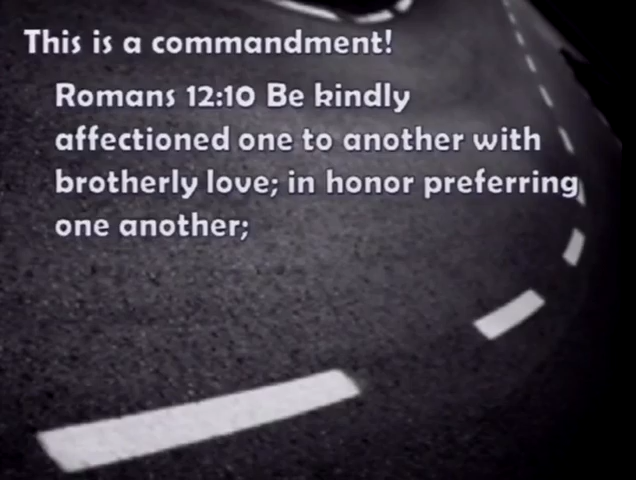 This is a commandment!
Romans 12:10 Be kindly
affectioned one to another with
brotherly love; in honor preferring
one another;